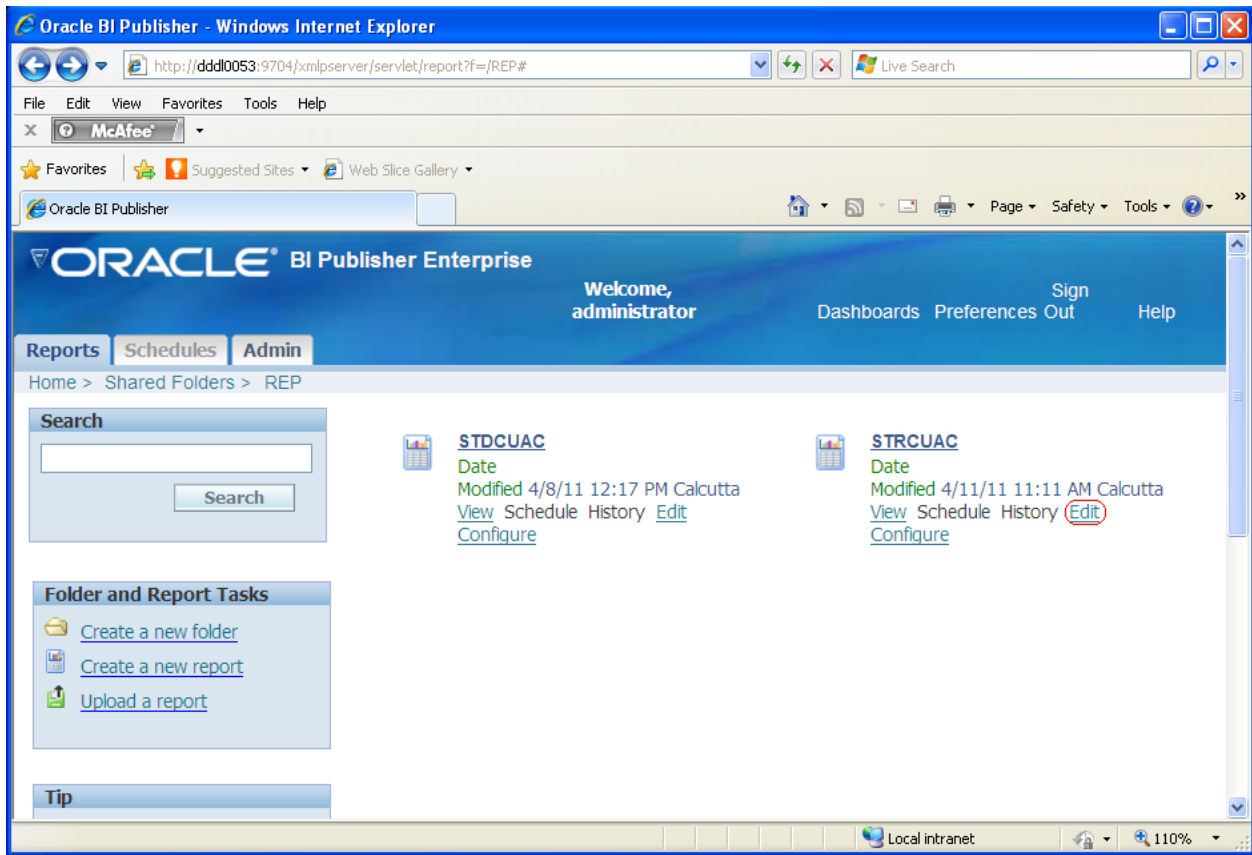 Oracle BI Publisher - Windows Internet Explorer
http://dddl0053:9704/xmlpserver/servlet/report?f=/REP#
Live Search
File Edit View Favorites Tools Help
X McAfee
Favorites Suggested Sites Web Slice Gallery
Oracle BI Publisher
Page Safety Tools »
ORACLE BI Publisher Enterprise
Welcome, administrator
Dashboards Preferences Sign Out Help
Reports Schedules Admin
Home > Shared Folders > REP
Search
Search
STDCUAC
Date
Modified 4/8/11 12:17 PM Calcutta
View Schedule History Edit
Configure
STRCUAC
Date
Modified 4/11/11 11:11 AM Calcutta
View Schedule History Edit
Configure
Folder and Report Tasks
Create a new folder
Create a new report
Upload a report
Tip
Local intranet
110%